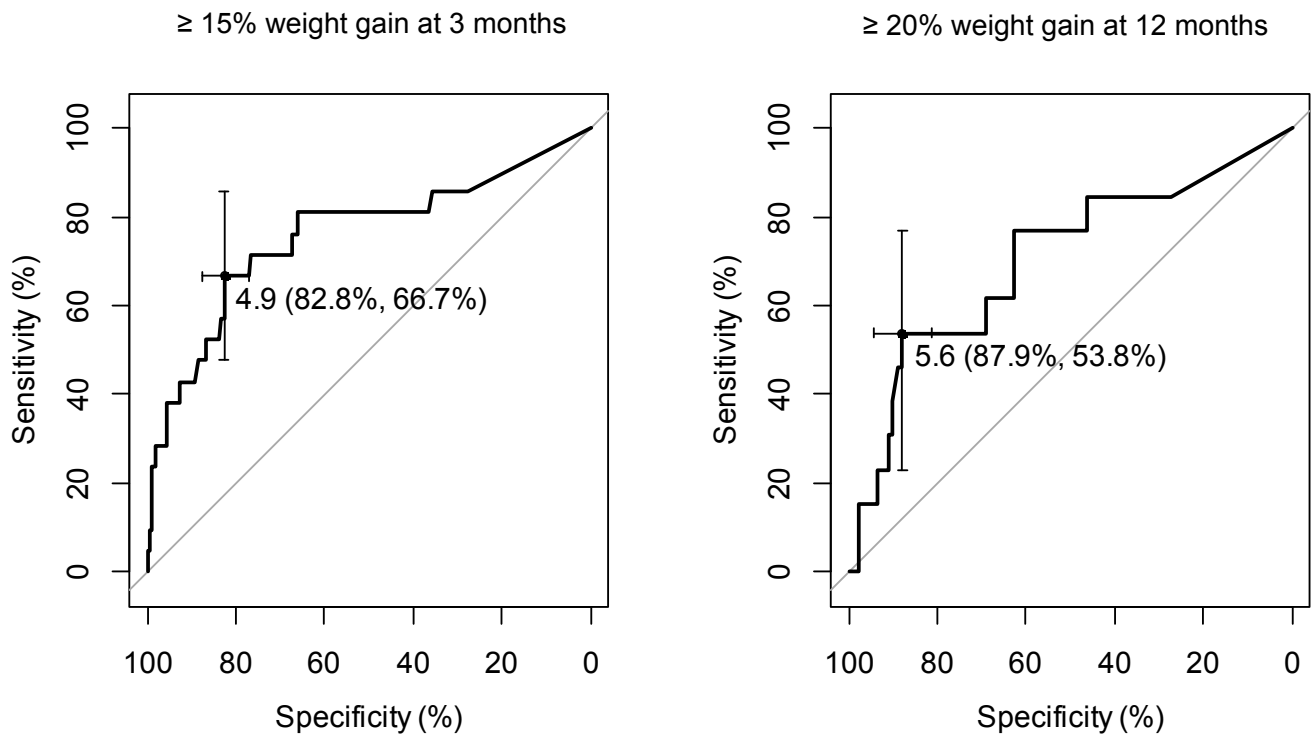 ≥ 15% weight gain at 3 months
Sensitivity (%)
100
80
60
40
20
0
4.9 (82.8%, 66.7%)
100 80 60 40 20 0
Specificity (%)
≥ 20% weight gain at 12 months
Sensitivity (%)
100
80
60
40
20
0
5.6 (87.9%, 53.8%)
100 80 60 40 20 0
Specificity (%)